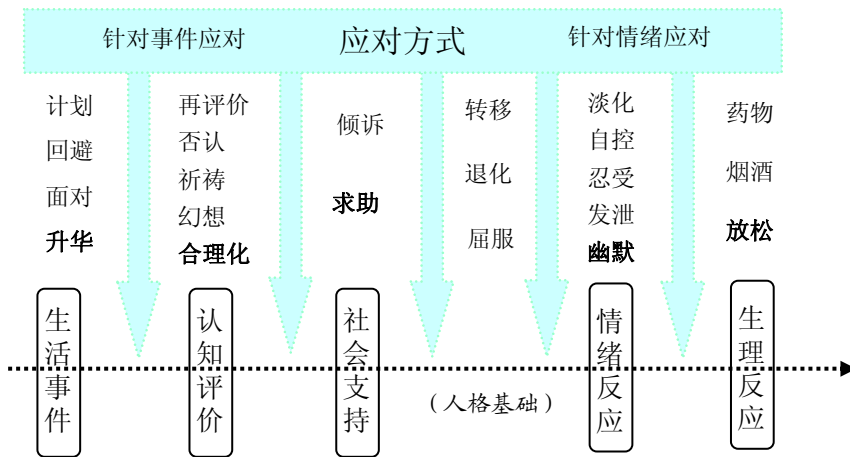 针对事件应对
应对方式
针对情绪应对
计划
回避
面对
升华
再评价
否认
祈祷
幻想
合理化
倾诉
求助
转移
退化
屈服
淡化
自控
忍受
发泄
幽默
药物
烟酒
放松
生活事件
认知评价
社会支持
(人格基础)
情绪反应
生理反应